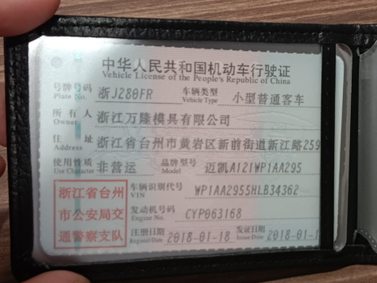 中华人民共和国机动车行驶证
Vehicle License of the People's Republic of China
号牌号码 Plate No. 浙J280FR 车辆类型 Vehicle Type 小型普通客车
所有人 Owner 浙江万隆模具有限公司
住址 Address 浙江省台州市黄岩区新前街道新江路259
使用性质 Use Character 非营运 品牌型号 Model 迈凯A121WP1AA295
浙江省台州市公安局交通警察支队
车辆识别代号 VIN WP1AA2955HLB34362
发动机号码 Engine No. CYP063168
注册日期 Register Date 2018-01-18 发证日期 Issue Date 2018-01-1